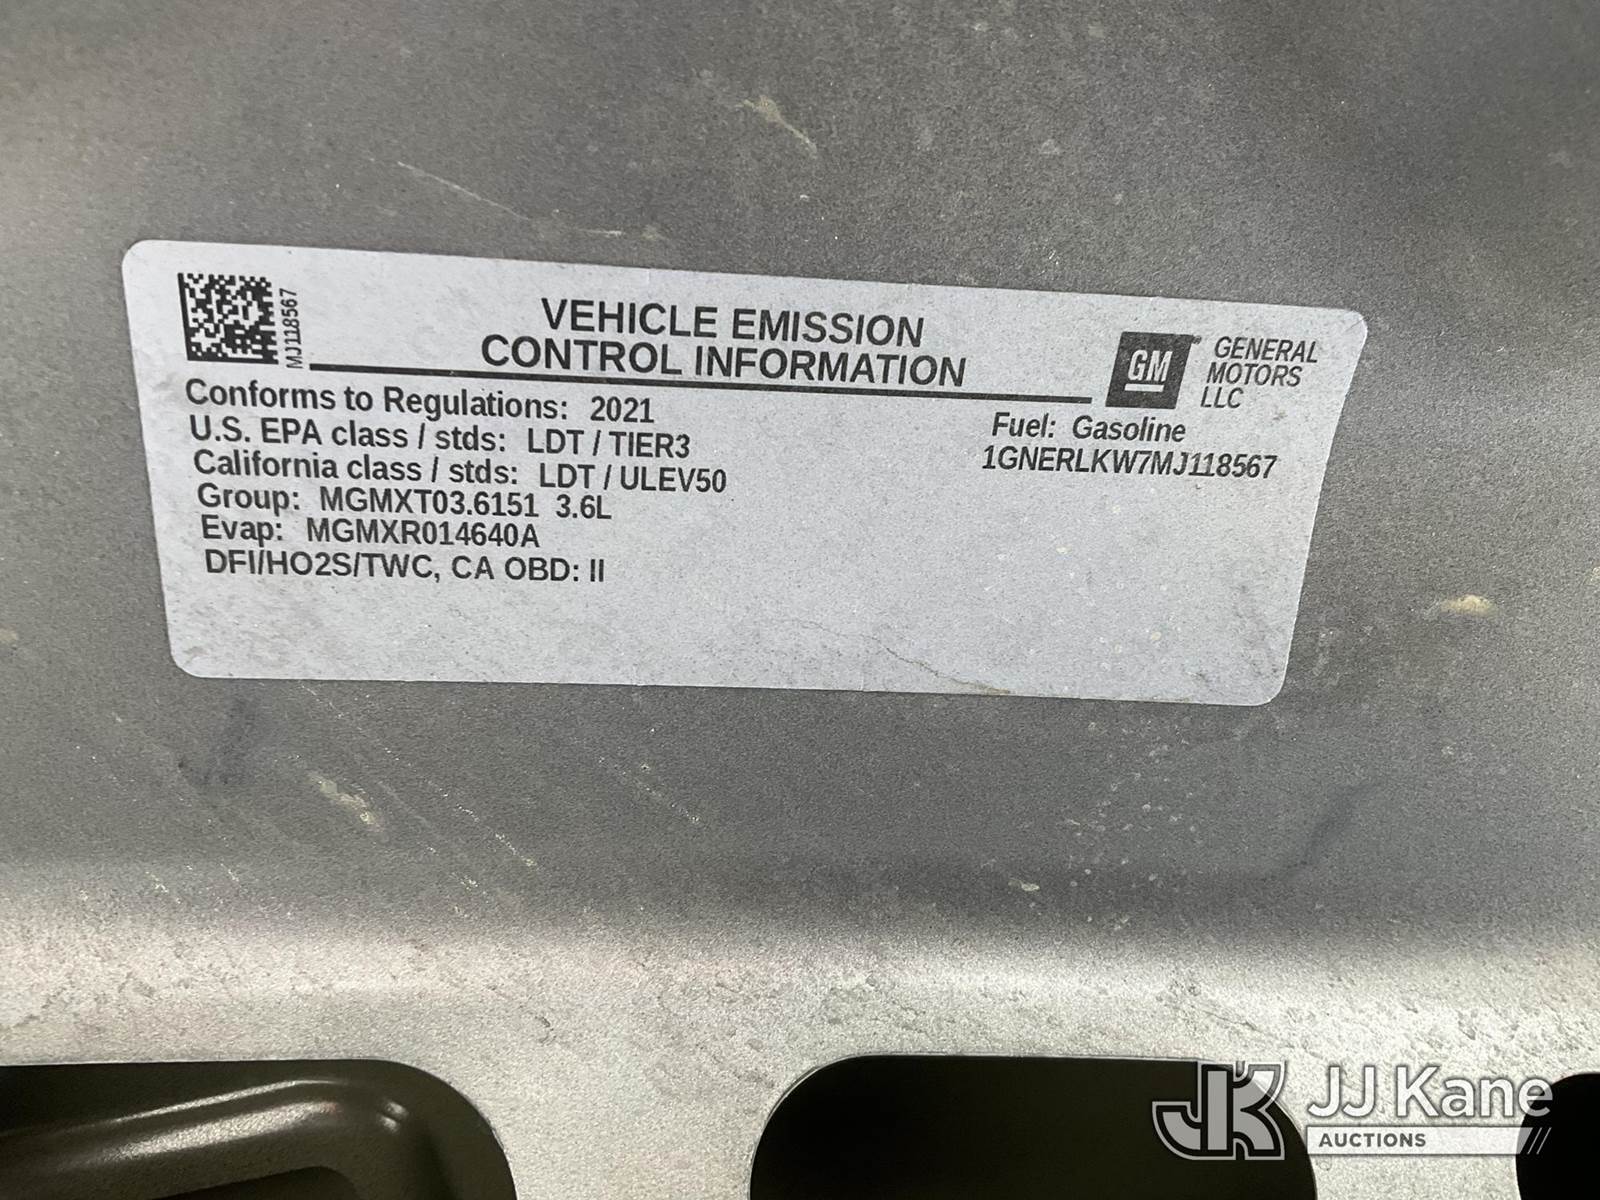 MJ118567
VEHICLE EMISSION
CONTROL INFORMATION
GM
GENERAL
MOTORS
LLC
Conforms to Regulations: 2021
U.S. EPA class / stds: LDT / TIER3
California class / stds: LDT / ULEV50
Group: MGMXT03.6151 3.6L
Evap: MGMXR014640A
DFI/HO2S/TWC, CA OBD: II
Fuel: Gasoline
1GNERLKW7MJ118567
JK
JJ Kane
AUCTIONS